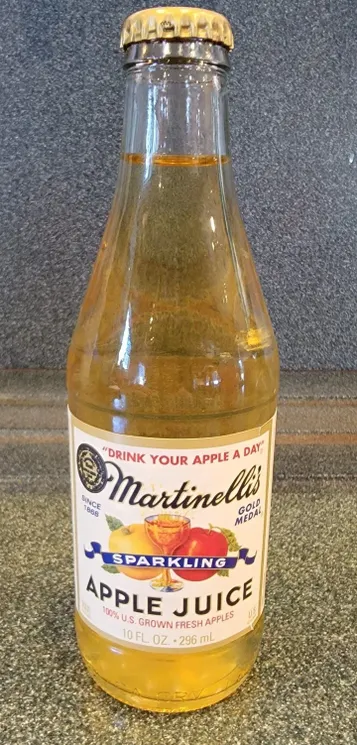 "DRINK YOUR APPLE A DAY"
Martinelli's
SINCE
1868
GOLD
MEDAL
SPARKLING
APPLE JUICE
100% U.S. GROWN FRESH APPLES
10 FL. OZ. • 296 mL